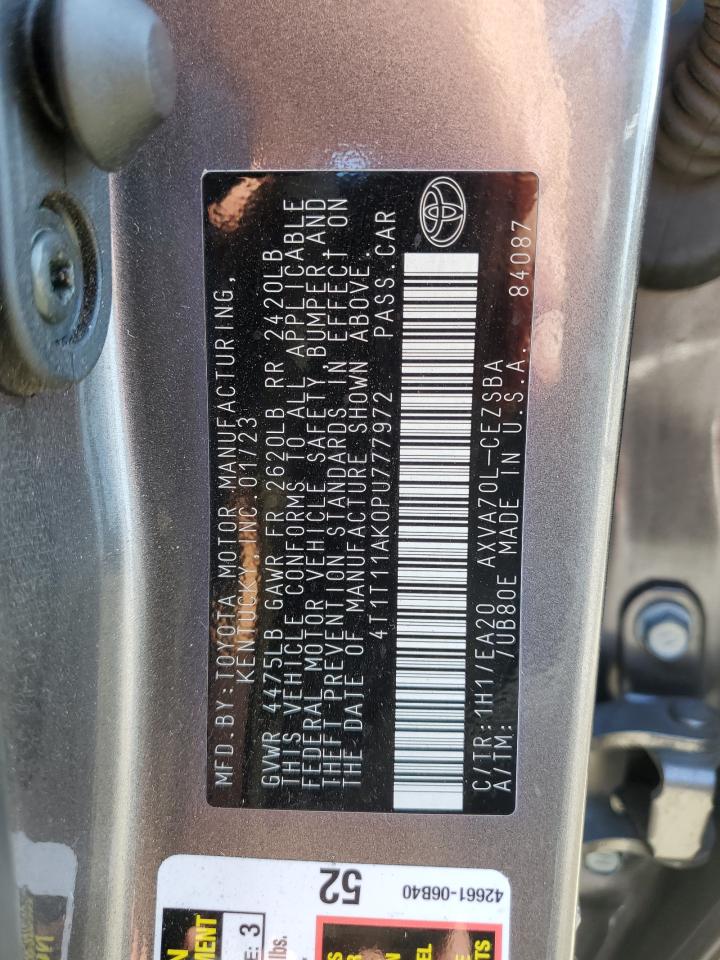 MFD.BY:TOYOTA MOTOR MANUFACTURING,
KENTUCKY,INC.01/23
GVWR 4475LB GAWR FR 2620LB RR 2420LB
THIS VEHICLE CONFORMS TO ALL APPLICABLE
FEDERAL MOTOR VEHICLE SAFETY, BUMPER, AND
THEFT PREVENTION STANDARDS IN EFFECT ON
THE DATE OF MANUFACTURE SHOWN ABOVE.
4T1T11AK0PU777972 PASS.CAR
C/TR:1H1/EA20 AXVA70L-CEZSBA
A/TM: 7UB80E MADE IN U.S.A. 84087
52
42661-06B40
E: 3
lbs.